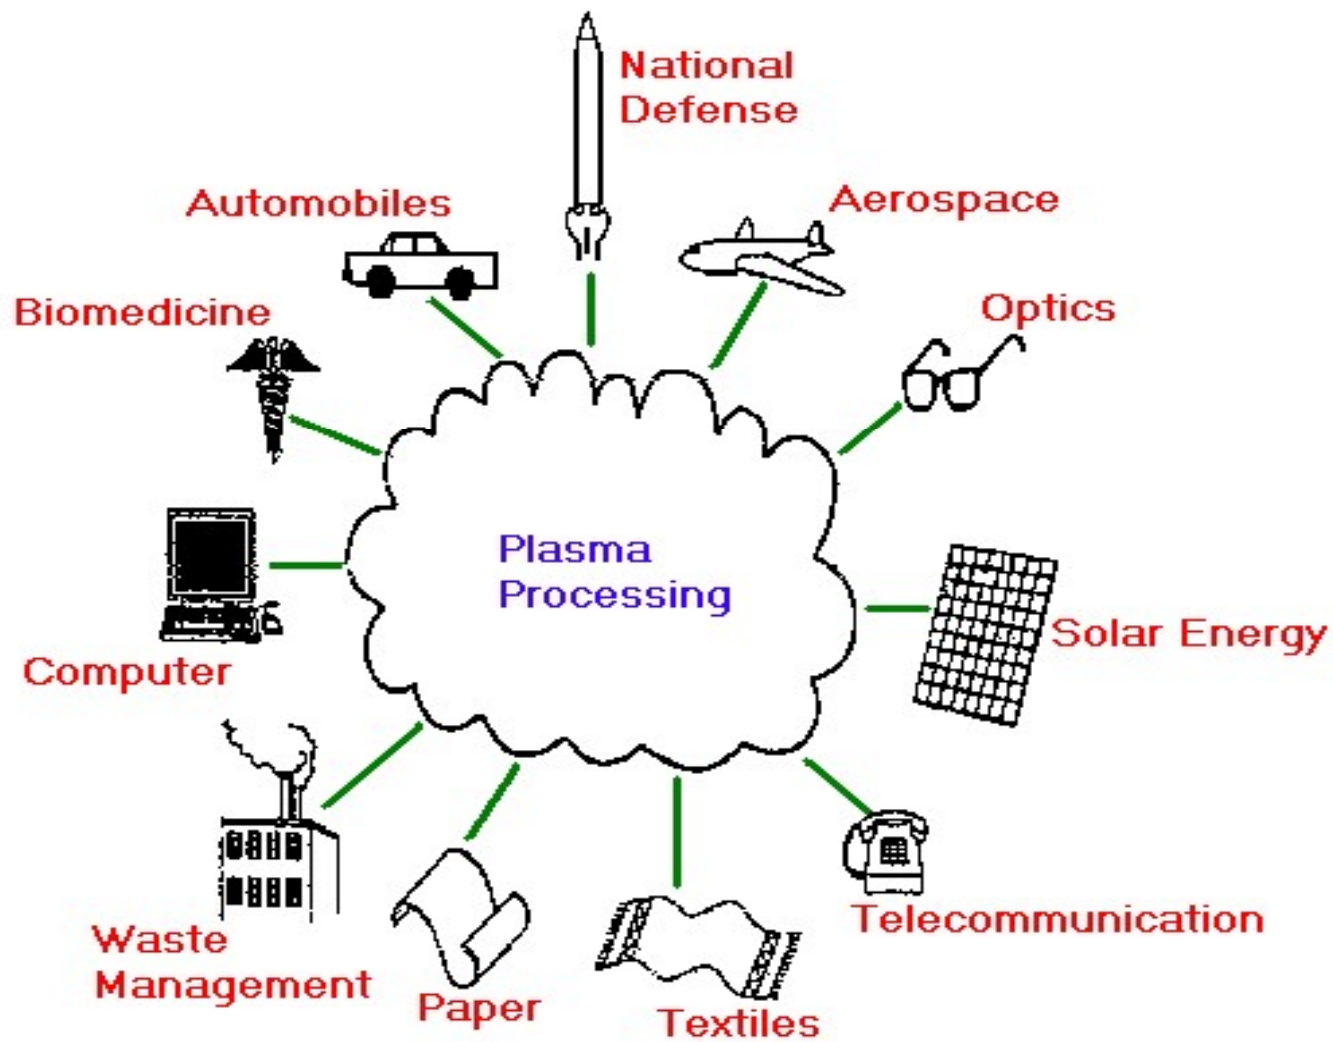 National
Defense
Automobiles
Aerospace
Biomedicine
Optics
Plasma
Processing
Solar Energy
Computer
Telecommunication
Waste
Management
Paper
Textiles